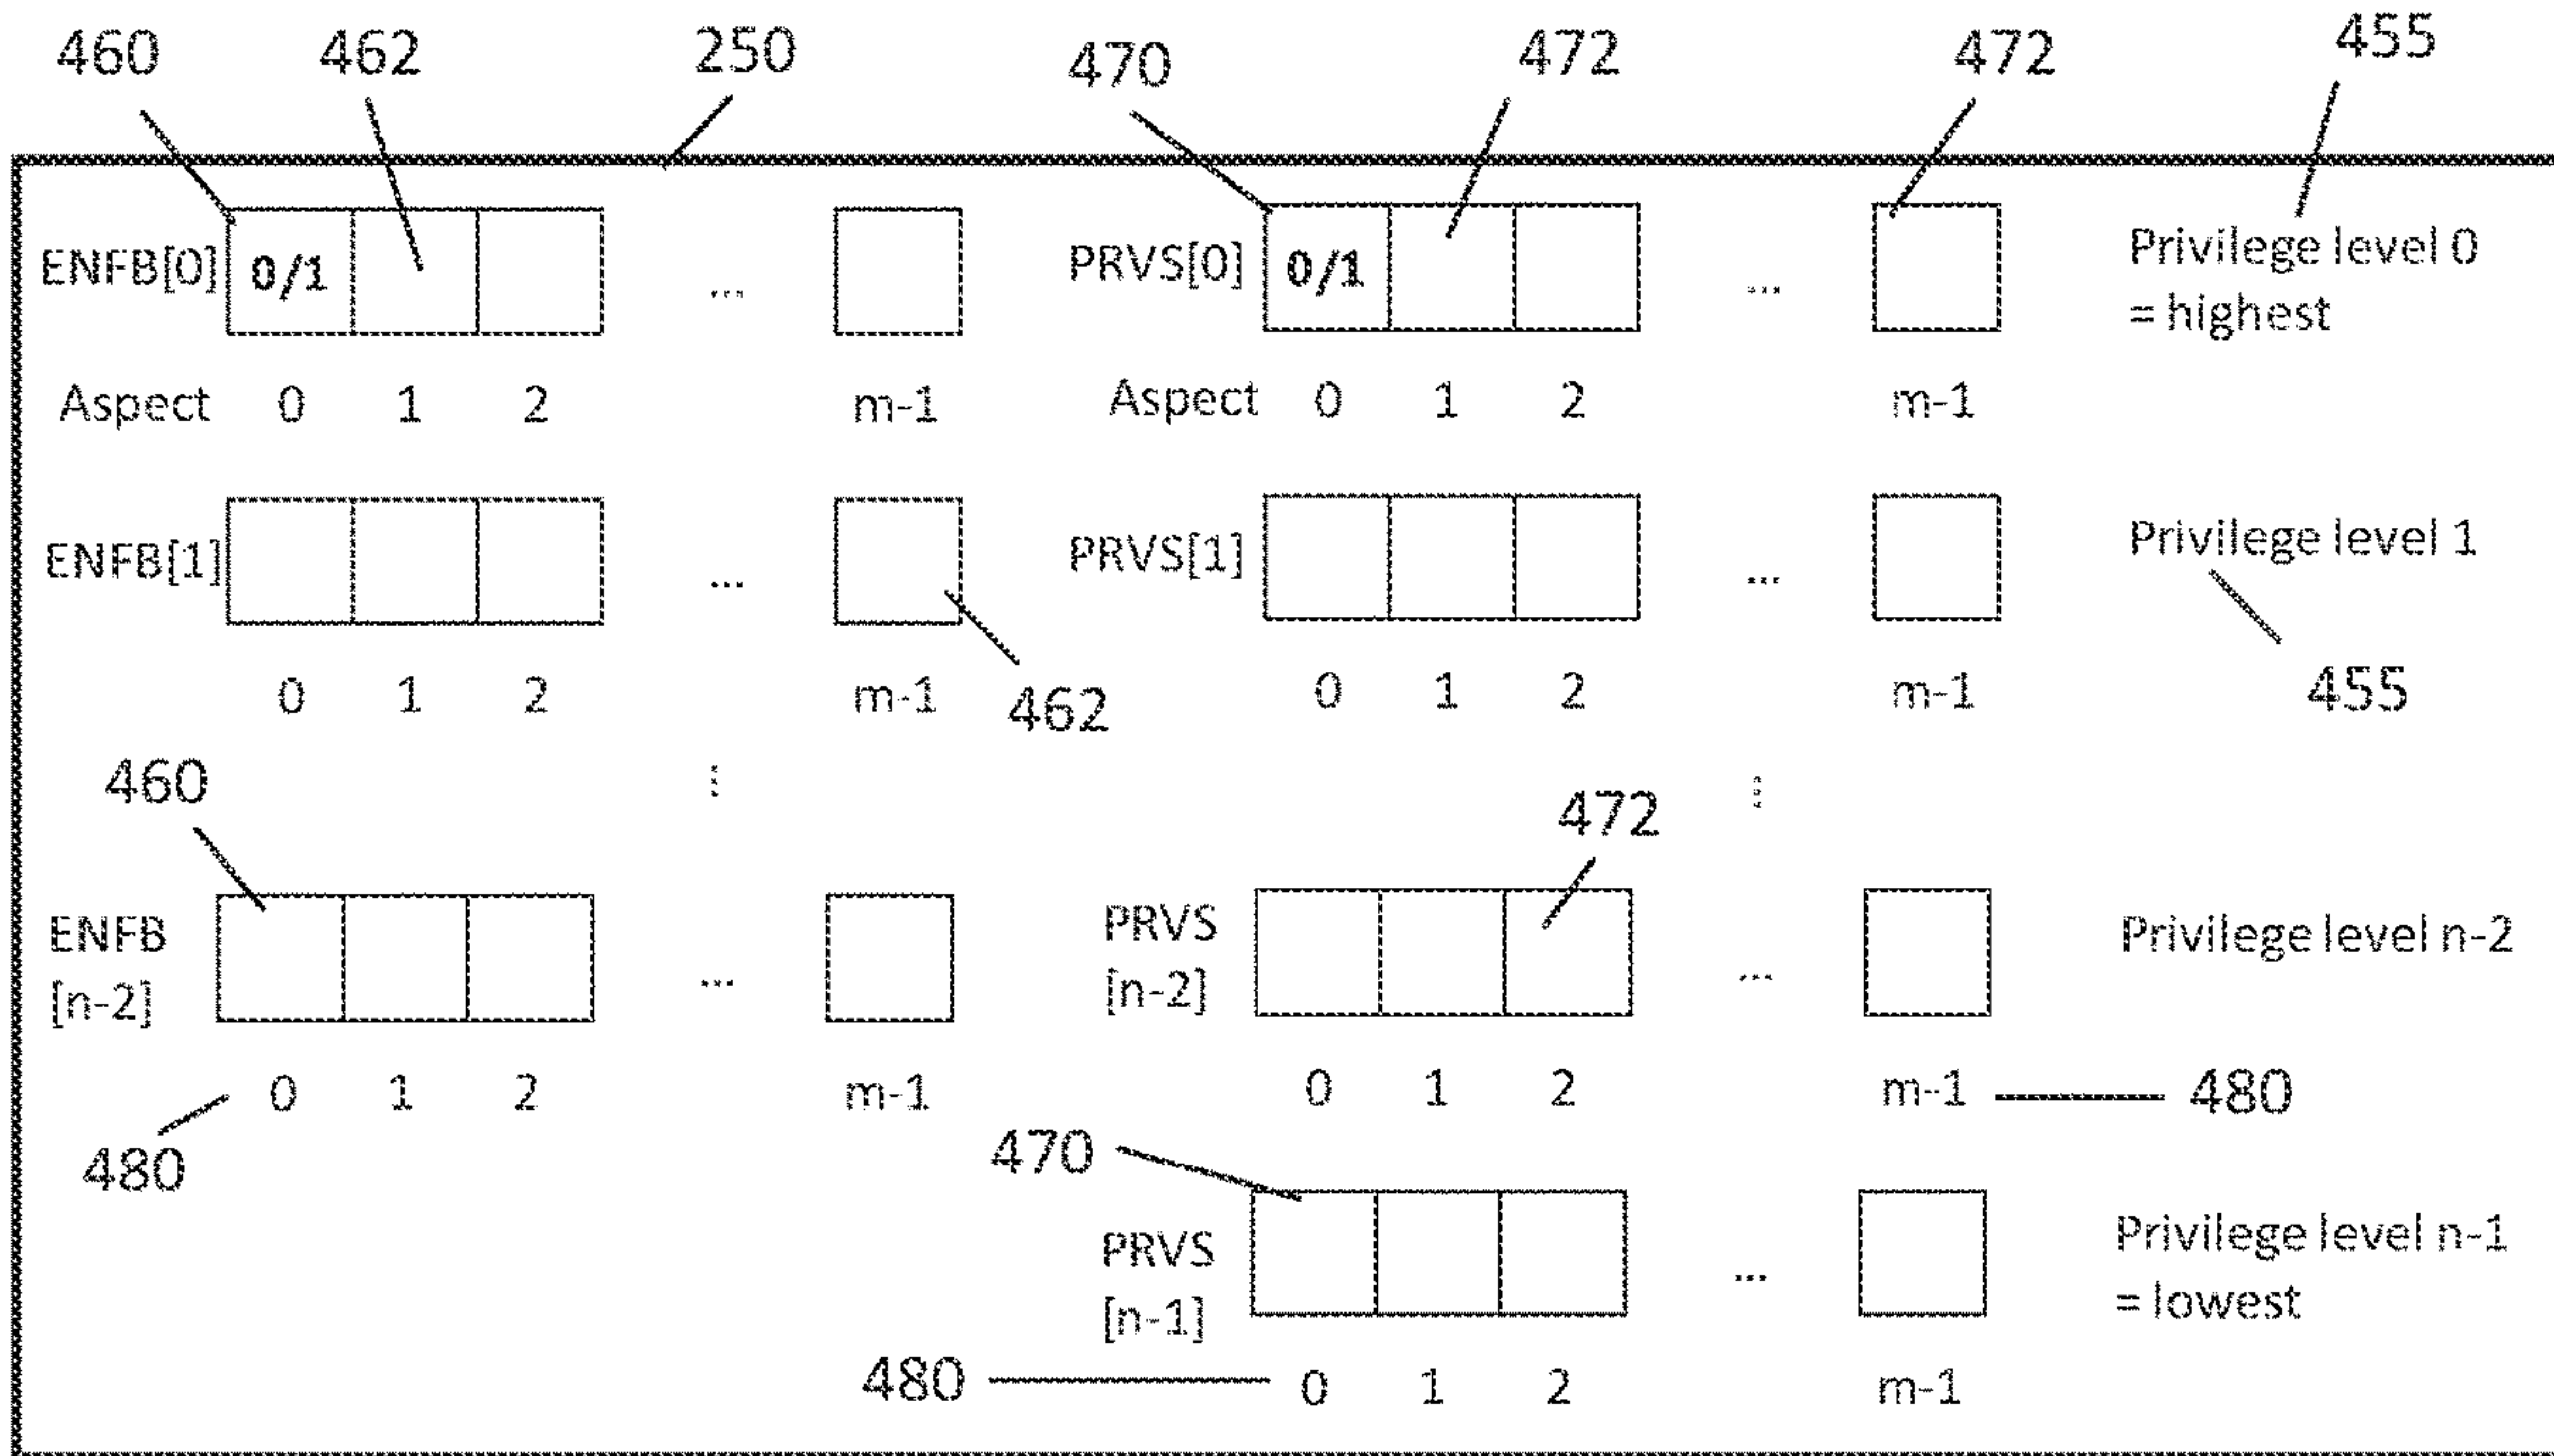 460 462 250 470 472 472 455
ENFB[0] 0/1 ... PRVS[0] 0/1 ... Privilege level 0
= highest
Aspect 0 1 2 m-1 Aspect 0 1 2 m-1
ENFB[1] ... PRVS[1] ... Privilege level 1
0 1 2 m-1 462 0 1 2 m-1 455
460 ... 472 ...
ENFB PRVS Privilege level n-2
[n-2] ... [n-2] ...
0 1 2 m-1 0 1 2 m-1 480
480 470
PRVS Privilege level n-1
[n-1] ... = lowest
480 0 1 2 m-1